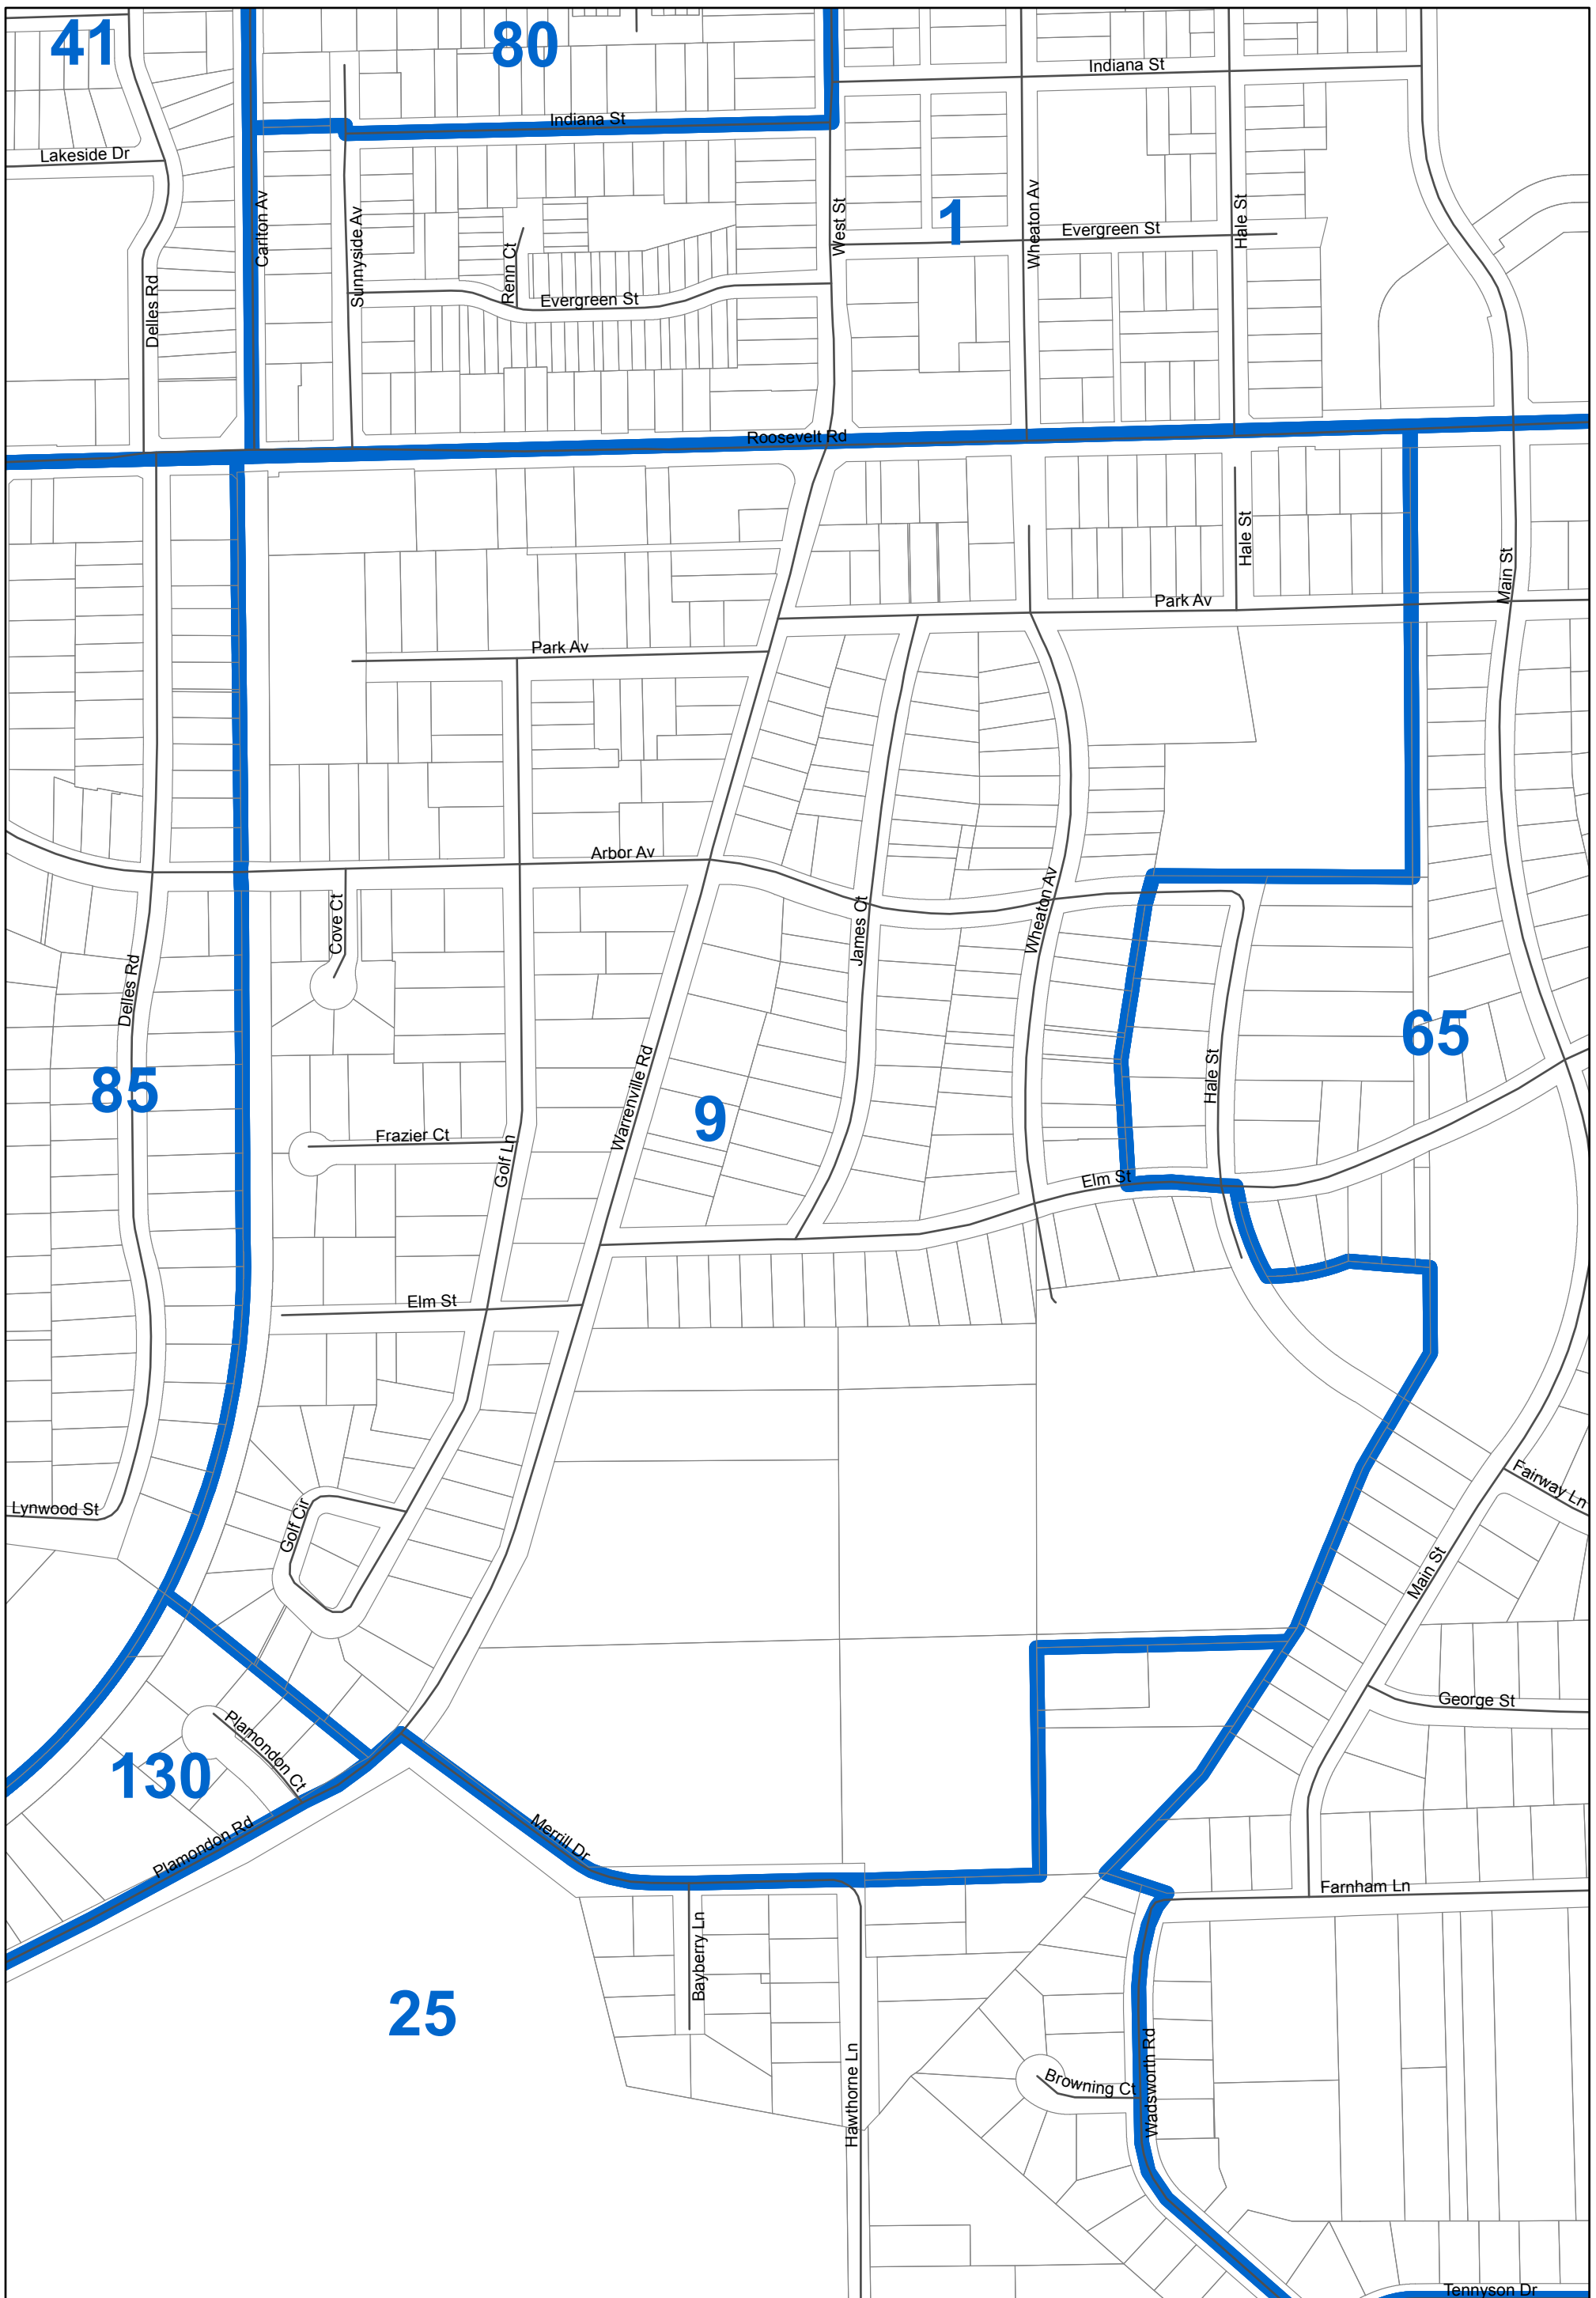 41
80
Indiana St
Indiana St
Lakeside Dr
Carlton Av
Sunnyside Av
West St
1
Wheaton Av
Hale St
Evergreen St
Renn Ct
Evergreen St
Delles Rd
Roosevelt Rd
Hale St
Main St
Park Av
Park Av
Arbor Av
Cove Ct
James Ct
Wheaton Av
Delles Rd
65
85
Hale St
Warrenville Rd
9
Frazier Ct
Golf Ln
Elm St
Elm St
Lynwood St
Golf Cir
Fairway Ln
Main St
George St
Plamondon Ct
130
Plamondon Rd
Merrill Dr
Farnham Ln
Bayberry Ln
25
Hawthorne Ln
Browning Ct
Wadsworth Rd
Tennyson Dr